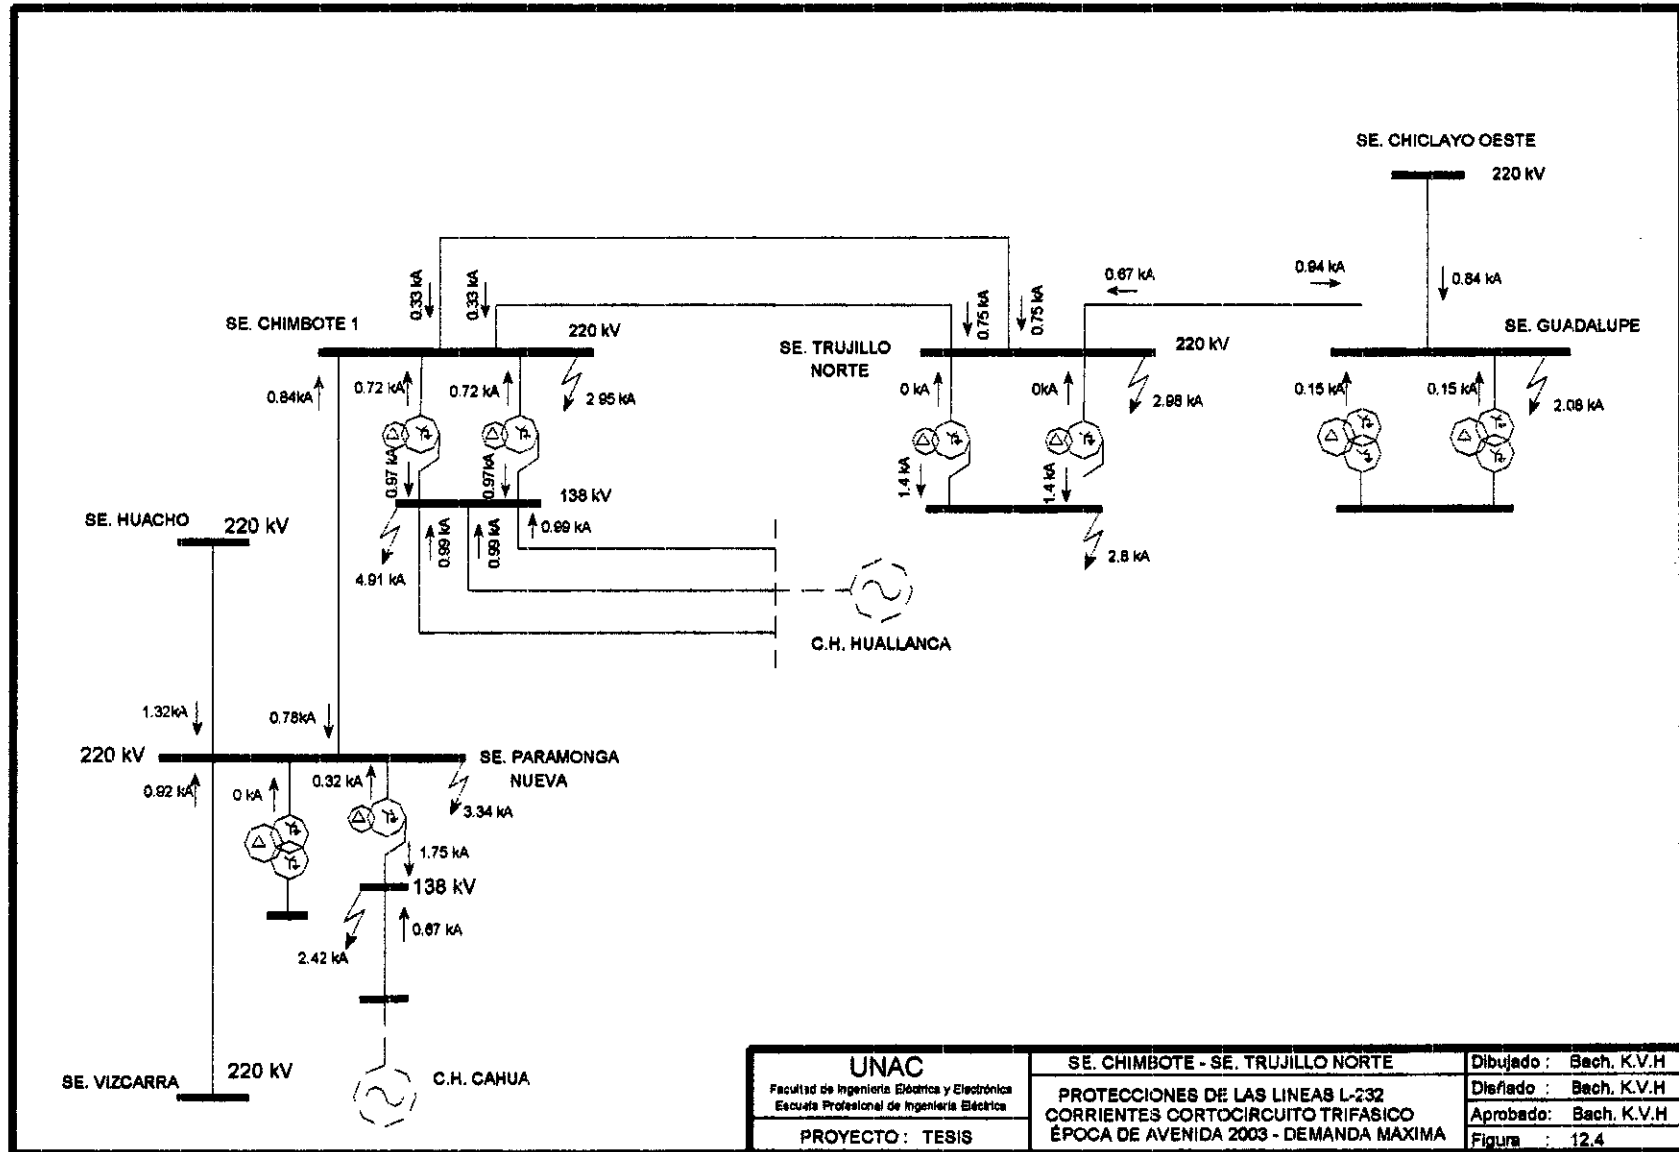 SE. CHICLAYO OESTE
220 kV
0.33 kA
0.33 kA
0.75 kA
0.75 kA
0.67 kA
0.94 kA
0.84 kA
SE. CHIMBOTE 1
220 kV
SE. TRUJILLO
NORTE
220 kV
SE. GUADALUPE
0.84kA
0.72 kA
0.72 kA
2.95 kA
0 kA
0kA
2.98 kA
0.15 kA
0.15 kA
2.08 kA
0.97 kA
0.97kA
1.4 kA
1.4 kA
138 kV
SE. HUACHO
220 kV
0.99 kA
0.99 kA
0.99 kA
4.91 kA
2.8 kA
C.H. HUALLANCA
1.32kA
0.78kA
220 kV
SE. PARAMONGA
NUEVA
0.92 kA
0 kA
0.32 kA
3.34 kA
1.75 kA
138 kV
0.67 kA
2.42 kA
SE. VIZCARRA
220 kV
C.H. CAHUA
UNAC
Facultad de Ingeniería Eléctrica y Electrónica
Escuela Profesional de Ingeniería Eléctrica
PROYECTO : TESIS
SE. CHIMBOTE - SE. TRUJILLO NORTE
PROTECCIONES DE LAS LINEAS L-232
CORRIENTES CORTOCIRCUITO TRIFASICO
ÉPOCA DE AVENIDA 2003 - DEMANDA MAXIMA
Dibujado : Bach. K.V.H
Diseñado : Bach. K.V.H
Aprobado: Bach. K.V.H
Figura : 12.4